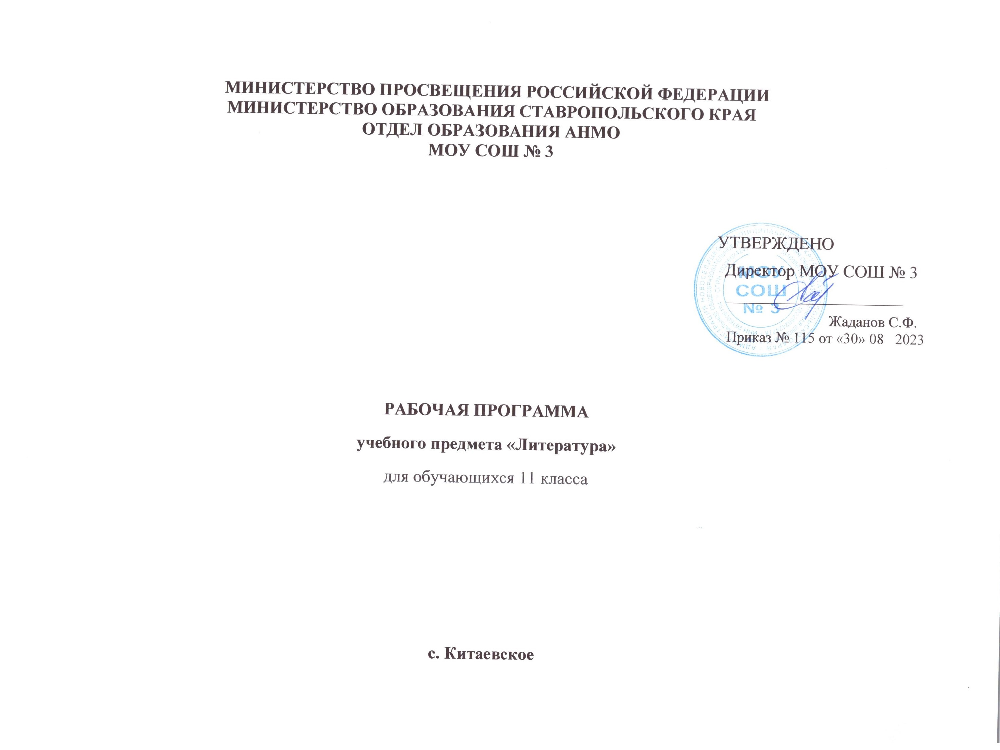 МИНИСТЕРСТВО ПРОСВЕЩЕНИЯ РОССИЙСКОЙ ФЕДЕРАЦИИ
МИНИСТЕРСТВО ОБРАЗОВАНИЯ СТАВРОПОЛЬСКОГО КРАЯ
ОТДЕЛ ОБРАЗОВАНИЯ АНМО
МОУ СОШ № 3
УТВЕРЖДЕНО
Директор МОУ СОШ № 3
МОУ
СОШ
№ 3
Жаданов С.Ф.
Приказ № 115 от «30» 08 2023
РАБОЧАЯ ПРОГРАММА
учебного предмета «Литература»
для обучающихся 11 класса
с. Китаевское